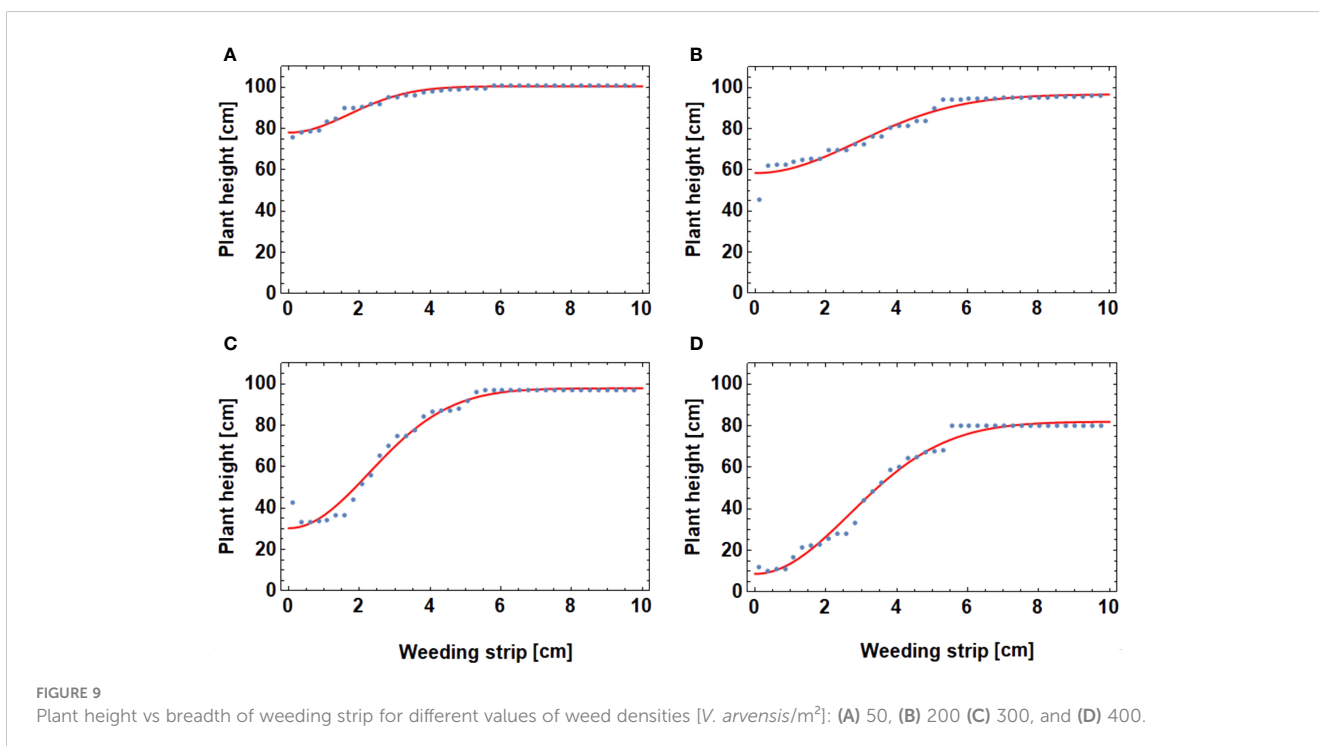 A
Plant height [cm]
100
80
60
40
20
0
0 2 4 6 8 10
B
Plant height [cm]
100
80
60
40
20
0
0 2 4 6 8 10
C
Plant height [cm]
100
80
60
40
20
0
0 2 4 6 8 10
Weeding strip [cm]
D
Plant height [cm]
100
80
60
40
20
0
0 2 4 6 8 10
Weeding strip [cm]
FIGURE 9
Plant height vs breadth of weeding strip for different values of weed densities [V. arvensis/m²]: (A) 50, (B) 200 (C) 300, and (D) 400.